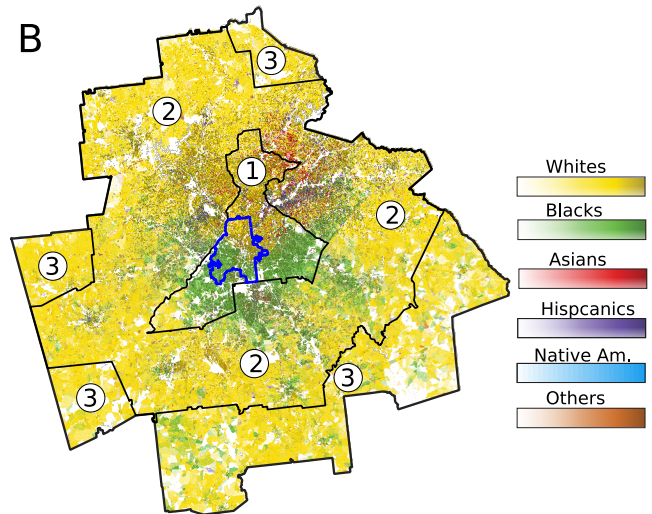 B
3
2
Whites
1
Blacks
2
3
Asians
Hispcanics
2
Native Am.
3
3
Others